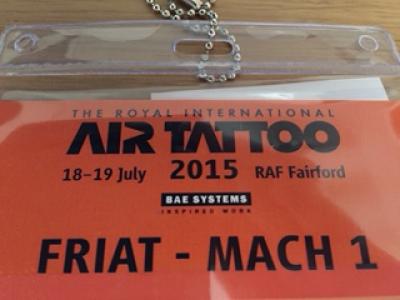 THE ROYAL INTERNATIONAL
AIR TATTOO
18-19 July 2015 RAF Fairford
BAE SYSTEMS
INSPIRED WORK
FRIAT - MACH 1